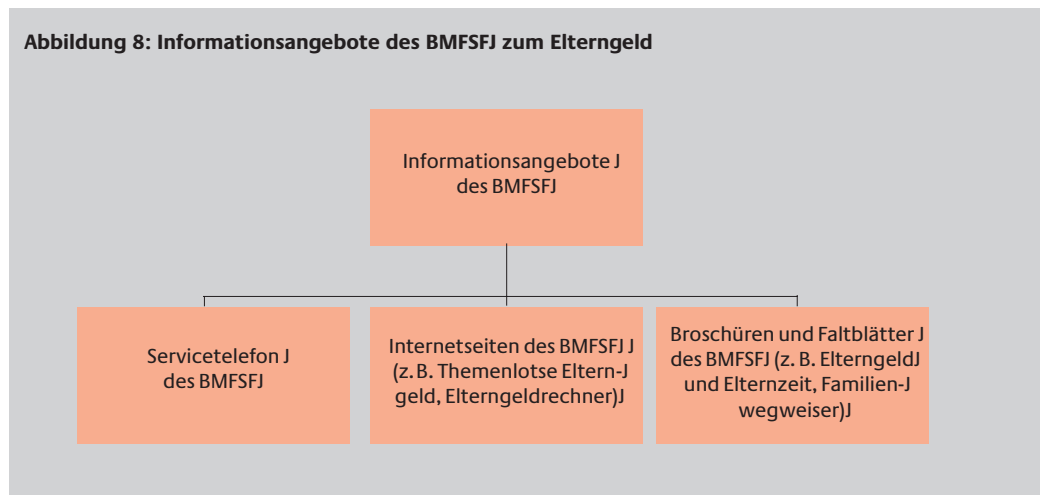 Abbildung 8: Informationsangebote des BMFSFJ zum Elterngeld
Informationsangebote J
des BMFSFJ
Servicetelefon J
des BMFSFJ
Internetseiten des BMFSFJ J
(z. B. Themenlotse Eltern-J
geld, Elterngeldrechner)J
Broschüren und Faltblätter J
des BMFSFJ (z. B. ElterngeldJ
und Elternzeit, Familien-J
wegweiser)J